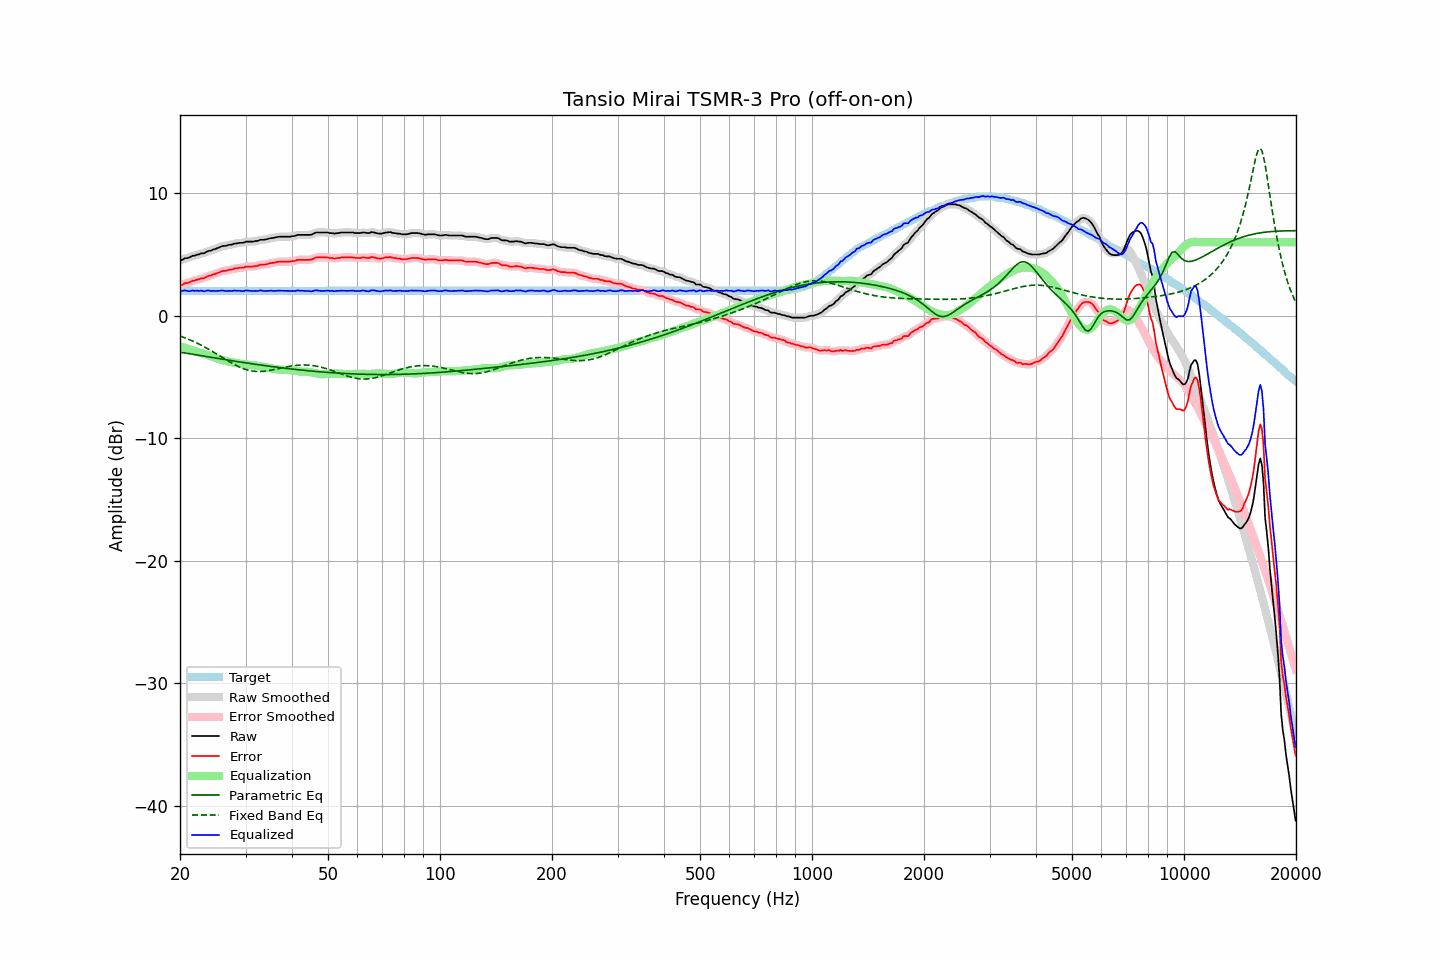 Tansio Mirai TSMR-3 Pro (off-on-on)
10
0
−10
−20
−30
−40
Amplitude (dBr)
Target
Raw Smoothed
Error Smoothed
Raw
Error
Equalization
Parametric Eq
Fixed Band Eq
Equalized
20 50 100 200 500 1000 2000 5000 10000 20000
Frequency (Hz)